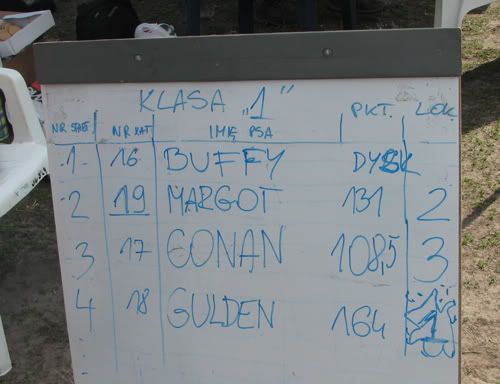 KLASA „1”
NR START NR KAT IMIĘ PSA PKT. LOK
1 16 BUFFY DYSK
2 19 MARGOT 131 2
3 17 CONAN 108,5 3
4 18 GULDEN 164 1